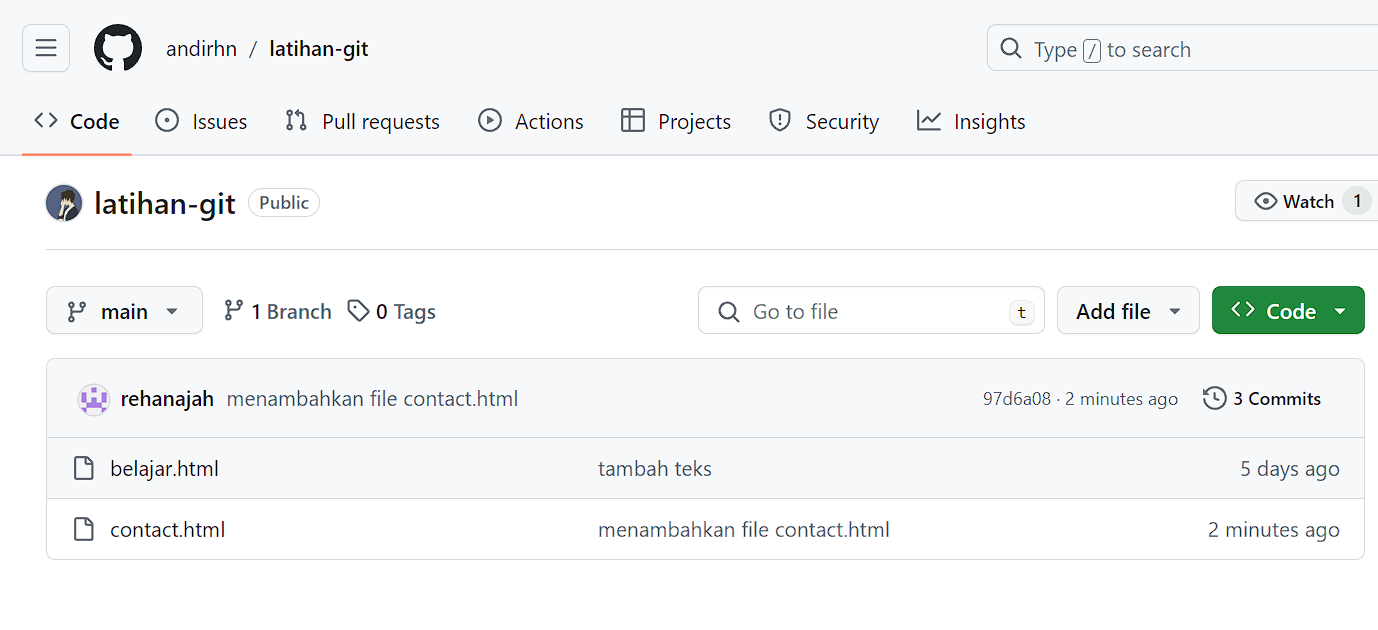 andirhn / latihan-git
Type / to search
Code Issues Pull requests Actions Projects Security Insights
latihan-git Public
Watch 1
main 1 Branch 0 Tags Go to file t Add file Code
rehanajah menambahkan file contact.html 97d6a08 · 2 minutes ago 3 Commits
belajar.html tambah teks 5 days ago
contact.html menambahkan file contact.html 2 minutes ago